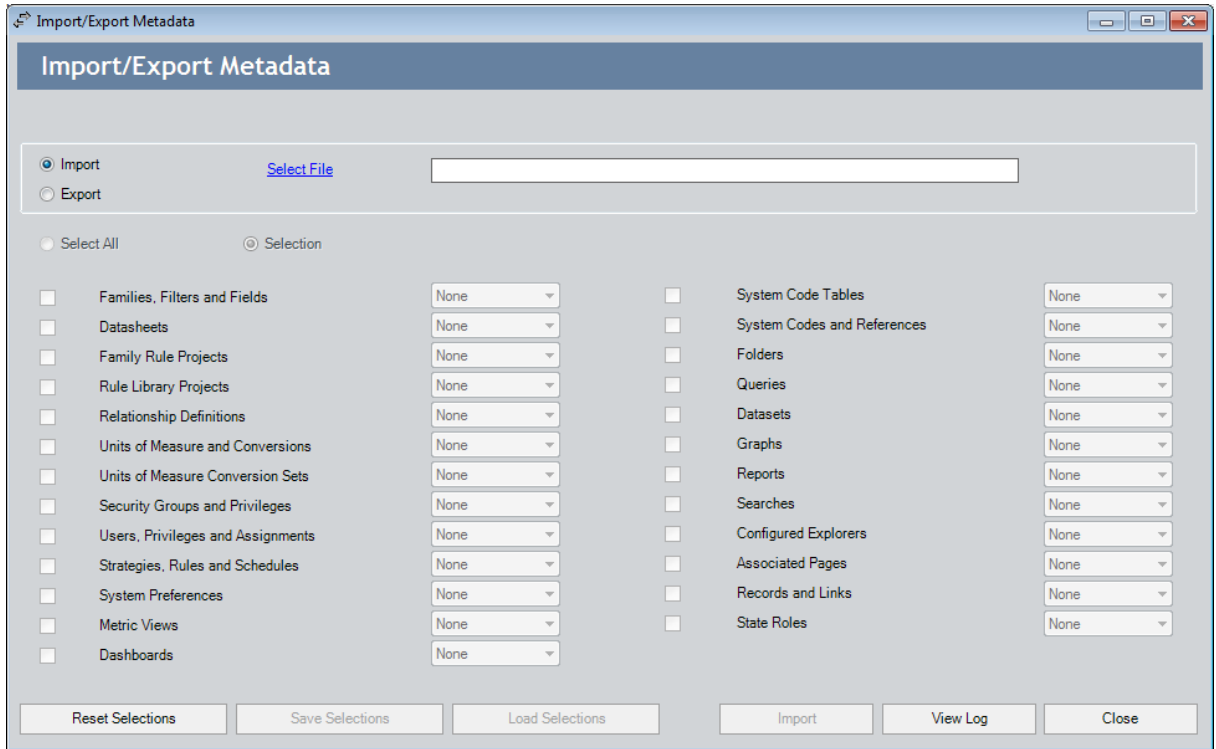 Import/Export Metadata
Import/Export Metadata
Import
Select File
Export
Select All
Selection
Families, Filters and Fields
None
Datasheets
None
Family Rule Projects
None
Rule Library Projects
None
Relationship Definitions
None
Units of Measure and Conversions
None
Units of Measure Conversion Sets
None
Security Groups and Privileges
None
Users, Privileges and Assignments
None
Strategies, Rules and Schedules
None
System Preferences
None
Metric Views
None
Dashboards
None
System Code Tables
None
System Codes and References
None
Folders
None
Queries
None
Datasets
None
Graphs
None
Reports
None
Searches
None
Configured Explorers
None
Associated Pages
None
Records and Links
None
State Roles
None
Reset Selections
Save Selections
Load Selections
Import
View Log
Close